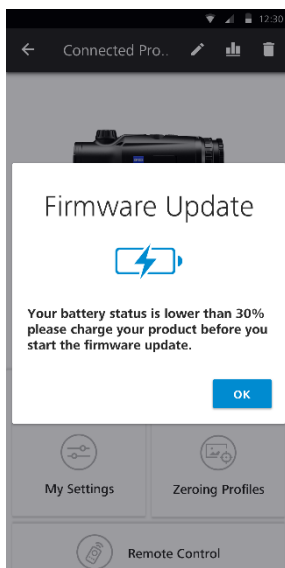 12:30
Connected Pro..
Firmware Update
Your battery status is lower than 30%
please charge your product before you
start the firmware update.
OK
My Settings
Zeroing Profiles
Remote Control